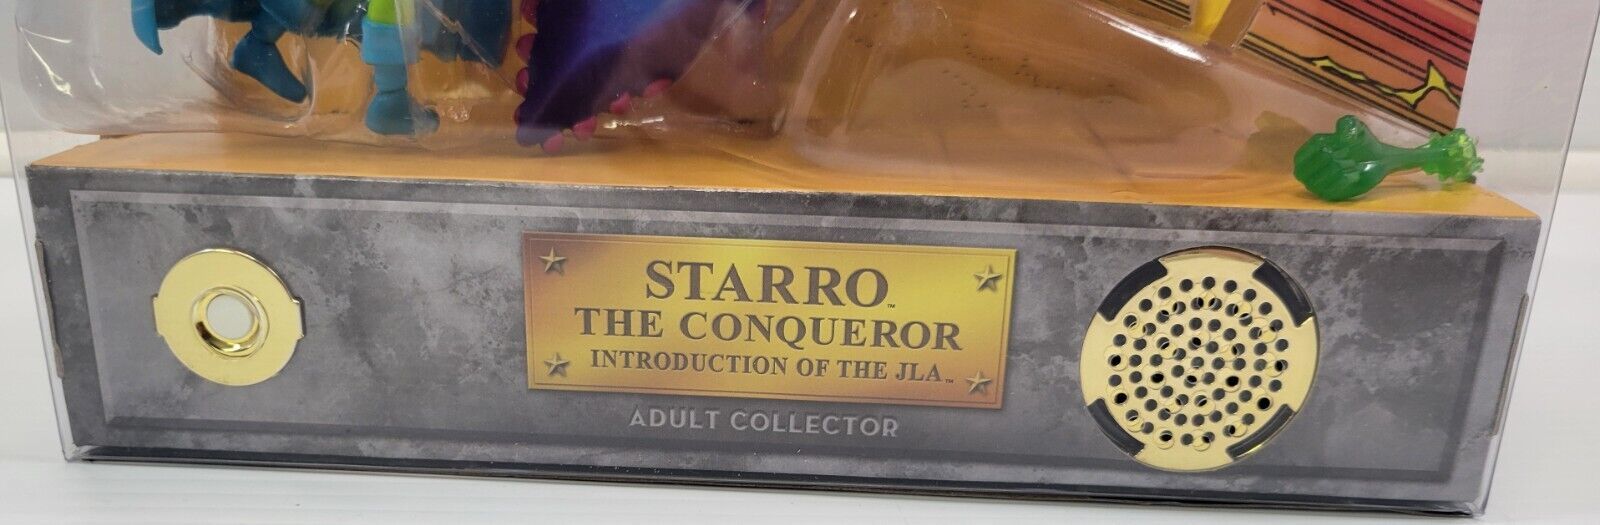 STARRO™
THE CONQUEROR
INTRODUCTION OF THE JLA™
ADULT COLLECTOR